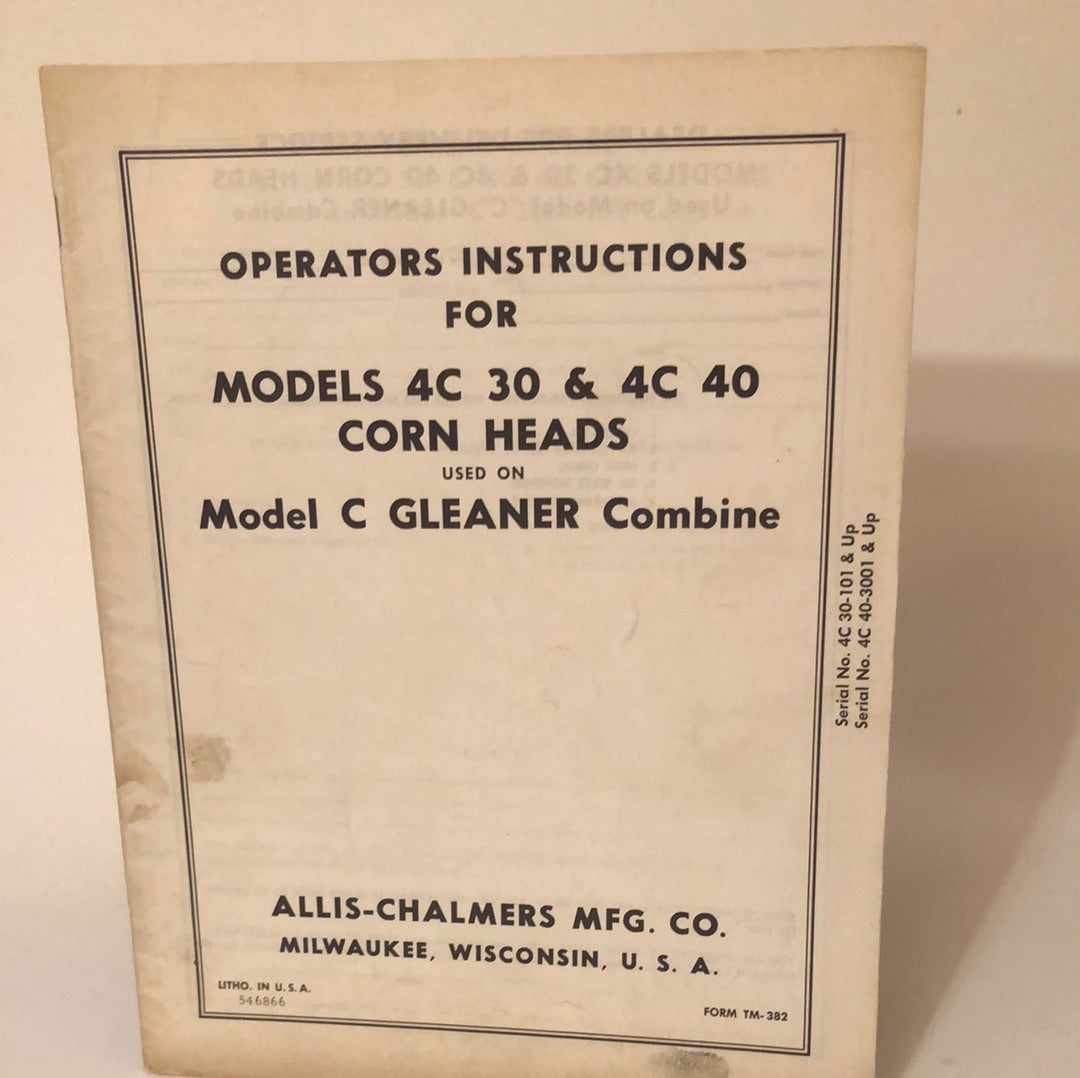 OPERATORS INSTRUCTIONS
FOR
MODELS 4C 30 & 4C 40
CORN HEADS
USED ON
Model C GLEANER Combine
Serial No. 4C 30-101 & Up
Serial No. 4C 40-3001 & Up
ALLIS-CHALMERS MFG. CO.
MILWAUKEE, WISCONSIN, U. S. A.
LITHO. IN U. S. A.
546866
FORM TM-382